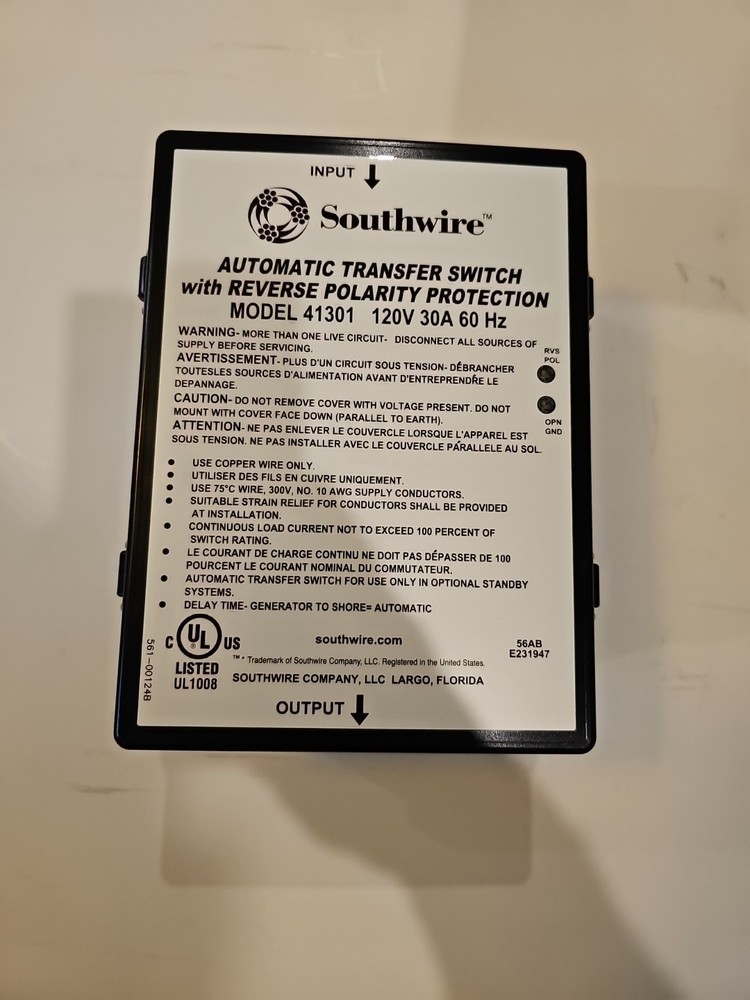 INPUT
Southwire™
AUTOMATIC TRANSFER SWITCH
with REVERSE POLARITY PROTECTION
MODEL 41301 120V 30A 60 Hz
WARNING- MORE THAN ONE LIVE CIRCUIT- DISCONNECT ALL SOURCES OF
SUPPLY BEFORE SERVICING.
AVERTISSEMENT- PLUS D'UN CIRCUIT SOUS TENSION- DÉBRANCHER
TOUTESLES SOURCES D'ALIMENTATION AVANT D'ENTREPRENDRE LE
DEPANNAGE.
CAUTION- DO NOT REMOVE COVER WITH VOLTAGE PRESENT. DO NOT
MOUNT WITH COVER FACE DOWN (PARALLEL TO EARTH).
ATTENTION- NE PAS ENLEVER LE COUVERCLE LORSQUE L'APPAREL EST
SOUS TENSION. NE PAS INSTALLER AVEC LE COUVERCLE PARALLELE AU SOL.
RVS
POL
OPN
GND
• USE COPPER WIRE ONLY.
• UTILISER DES FILS EN CUIVRE UNIQUEMENT.
• USE 75°C WIRE, 300V, NO. 10 AWG SUPPLY CONDUCTORS.
• SUITABLE STRAIN RELIEF FOR CONDUCTORS SHALL BE PROVIDED
AT INSTALLATION.
• CONTINUOUS LOAD CURRENT NOT TO EXCEED 100 PERCENT OF
SWITCH RATING.
• LE COURANT DE CHARGE CONTINU NE DOIT PAS DÉPASSER DE 100
POURCENT LE COURANT NOMINAL DU COMMUTATEUR.
• AUTOMATIC TRANSFER SWITCH FOR USE ONLY IN OPTIONAL STANDBY
SYSTEMS.
• DELAY TIME- GENERATOR TO SHORE= AUTOMATIC
561-00124B
C UL US
LISTED
UL1008
southwire.com
56AB
E231947
™ * Trademark of Southwire Company, LLC. Registered in the United States.
SOUTHWIRE COMPANY, LLC LARGO, FLORIDA
OUTPUT